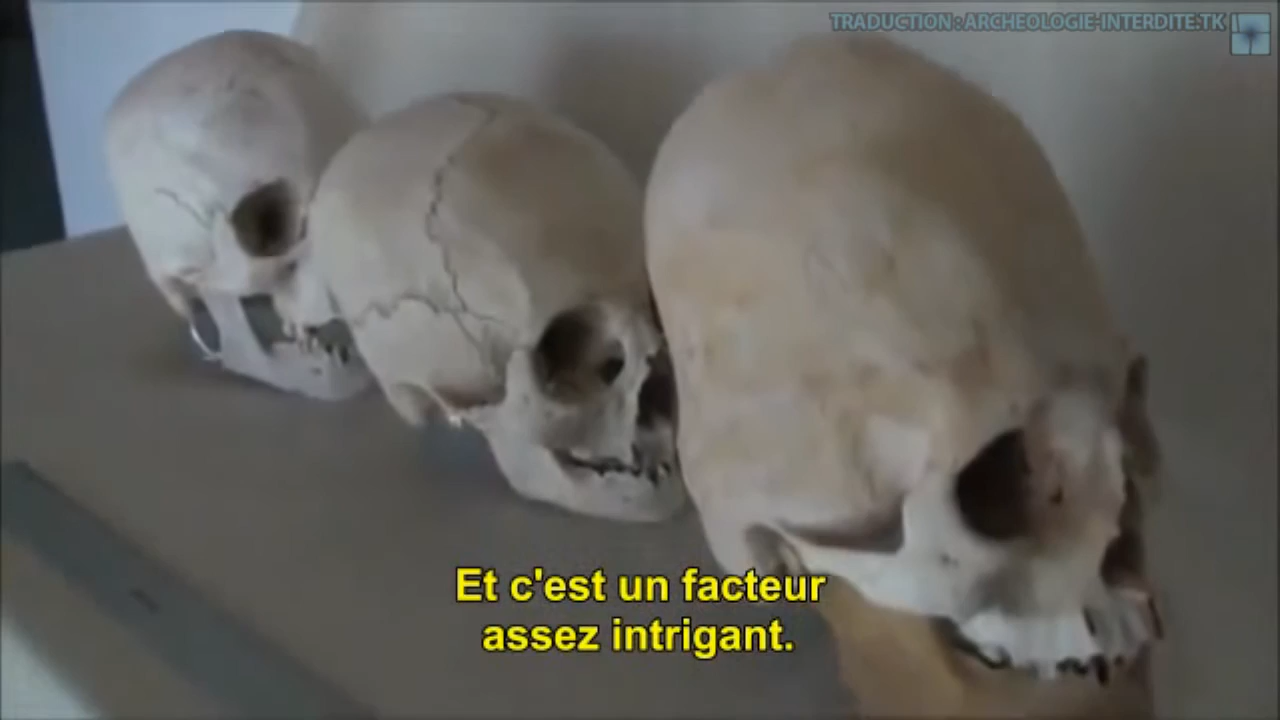 TRADUCTION : ARCHEOLOGIE-INTERDITE.TK
Et c'est un facteur
assez intrigant.